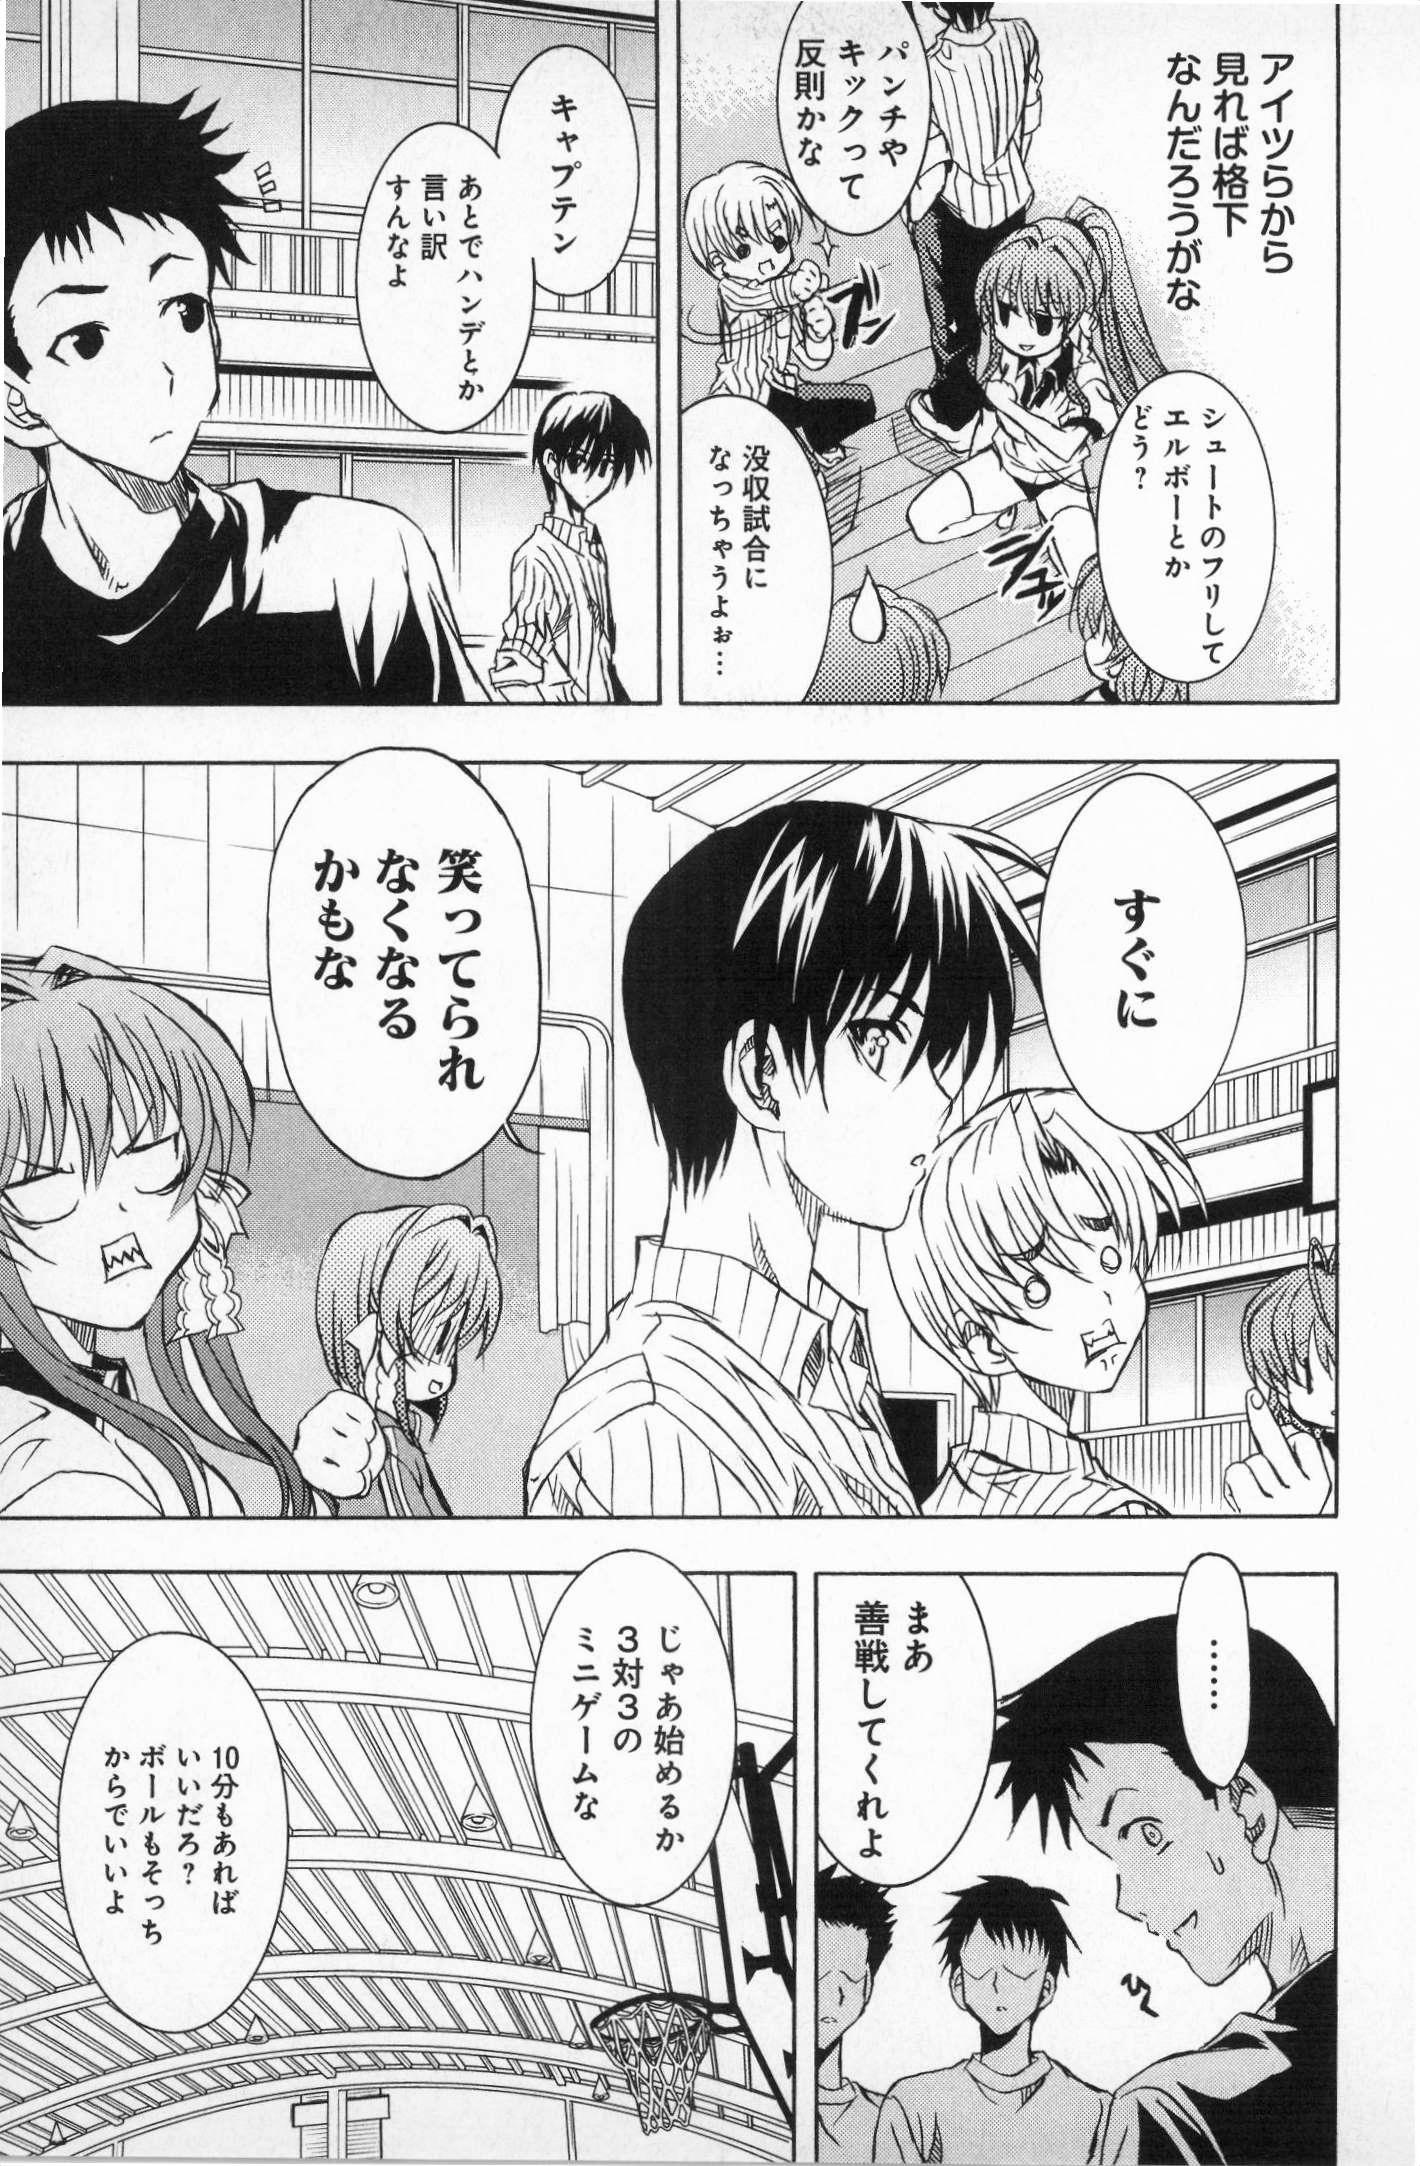 アイツらから
見れば格下
なんだろうがな
パンチや
キックって
反則かな
ズンッ
シュートのフリして
エルボーとか
どう？
没収試合に
なっちゃうよぉ…
キャプテン
あとでハンデとか
言い訳
すんなよ
すぐに
笑ってられ
なくなる
かもな
……
まあ
善戦してくれよ
じゃあ始めるか
3対3の
ミニゲームな
10分もあれば
いいだろ？
ボールもそっち
からでいいよ